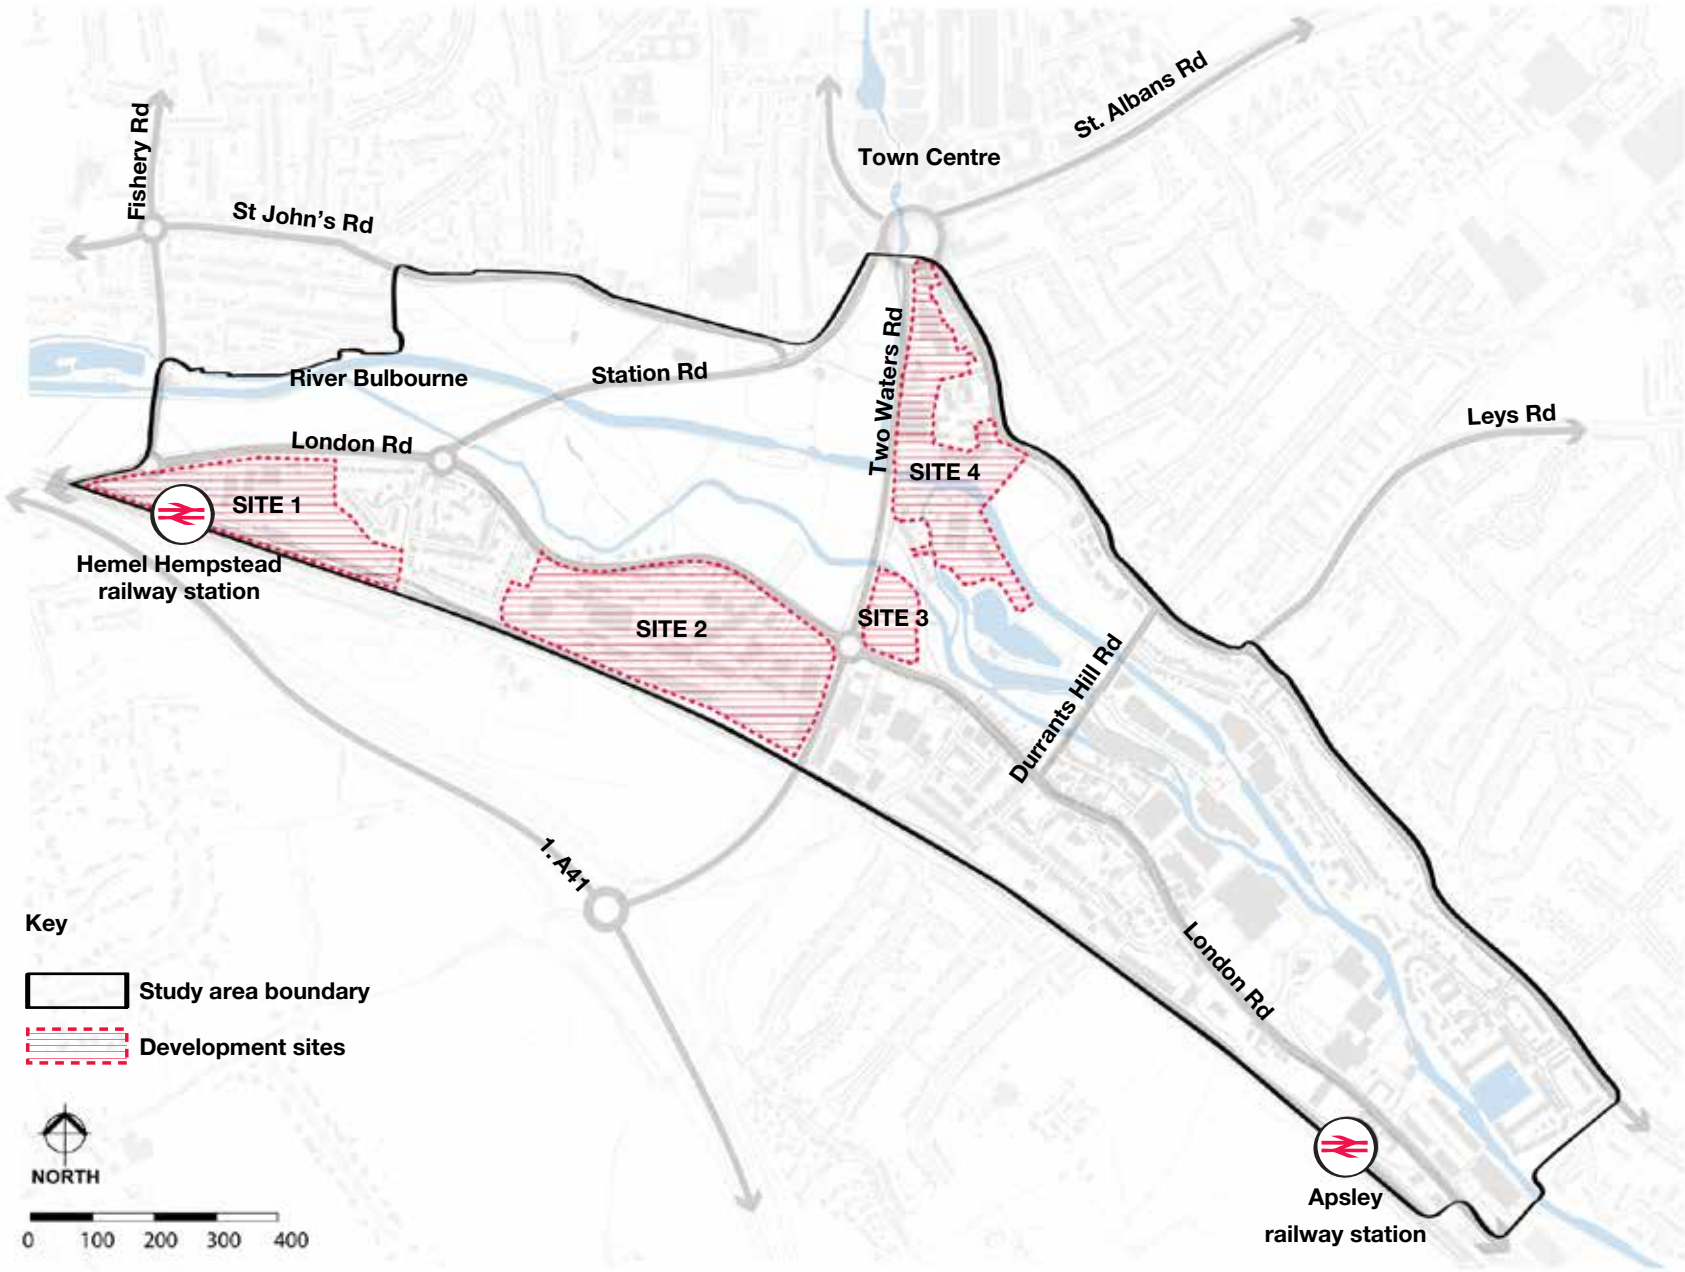 Fishery Rd
St John's Rd
Town Centre
St. Albans Rd
River Bulbourne
Station Rd
Two Waters Rd
Leys Rd
London Rd
SITE 1
SITE 4
Hemel Hempstead
railway station
SITE 2
SITE 3
Durrants Hill Rd
1. A41
London Rd
Key
Study area boundary
Development sites
NORTH
0 100 200 300 400
Apsley
railway station